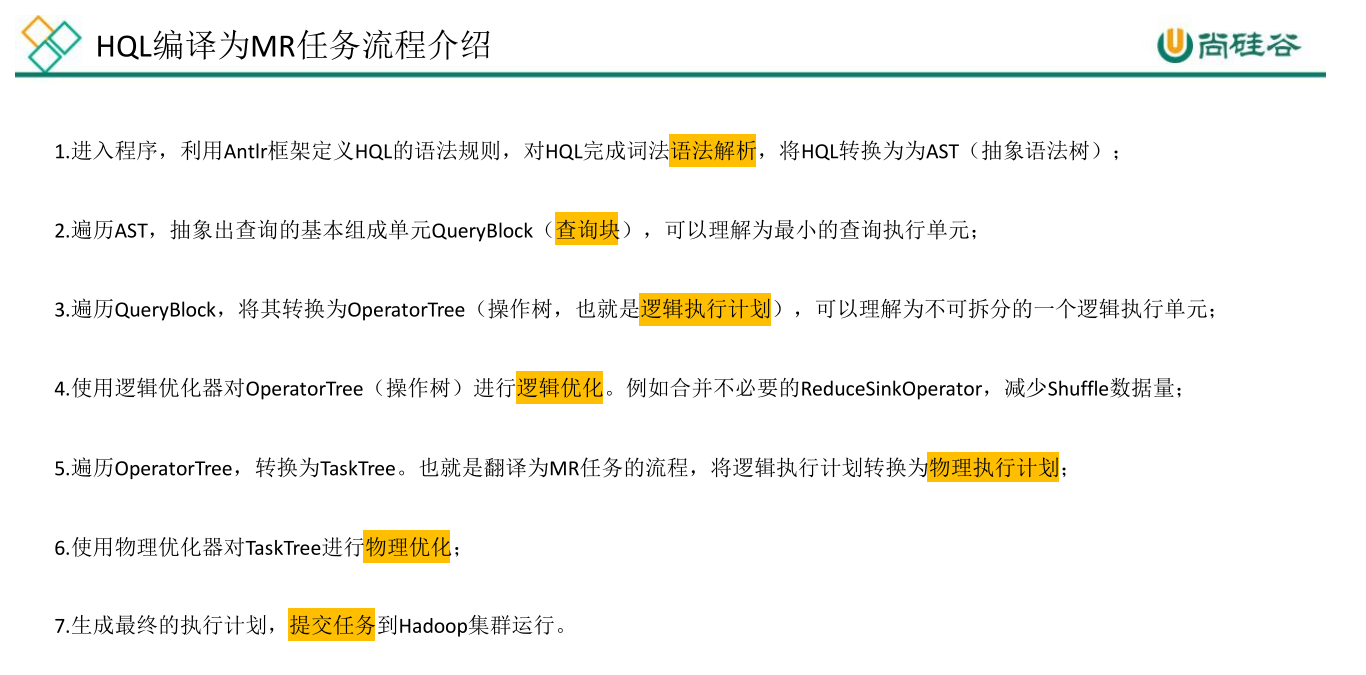 HQL编译为MR任务流程介绍
尚硅谷
1.进入程序，利用Antlr框架定义HQL的语法规则，对HQL完成词法语法解析，将HQL转换为为AST（抽象语法树）；
2.遍历AST，抽象出查询的基本组成单元QueryBlock（查询块），可以理解为最小的查询执行单元；
3.遍历QueryBlock，将其转换为OperatorTree（操作树，也就是逻辑执行计划），可以理解为不可拆分的一个逻辑执行单元；
4.使用逻辑优化器对OperatorTree（操作树）进行逻辑优化。例如合并不必要的ReduceSinkOperator，减少Shuffle数据量；
5.遍历OperatorTree，转换为TaskTree。也就是翻译为MR任务的流程，将逻辑执行计划转换为物理执行计划；
6.使用物理优化器对TaskTree进行物理优化；
7.生成最终的执行计划，提交任务到Hadoop集群运行。